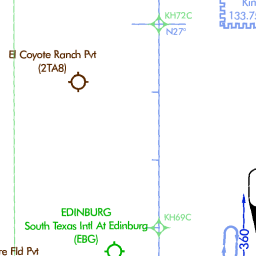 KH72C
Kin
133.7
N27°
El Coyote Ranch Pvt
(2TA8)
EDINBURG
South Texas Intl At Edinburg
(EBG)
KH69C
360
re Fld Pvt